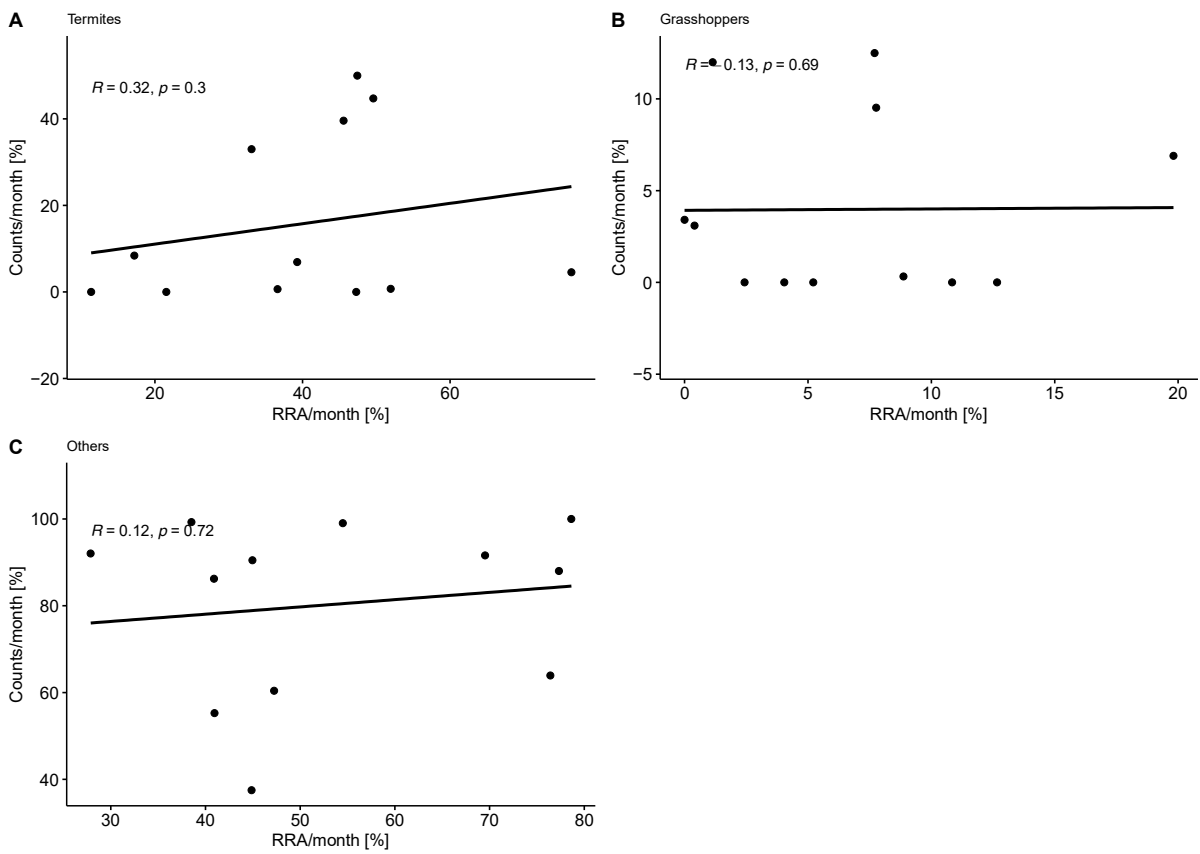 A
Termites
R = 0.32, p = 0.3
40
20
0
−20
20
40
60
Counts/month [%]
RRA/month [%]
B
Grasshoppers
R = −0.13, p = 0.69
10
5
0
−5
0
5
10
15
20
Counts/month [%]
RRA/month [%]
C
Others
R = 0.12, p = 0.72
100
80
60
40
30
40
50
60
70
80
Counts/month [%]
RRA/month [%]